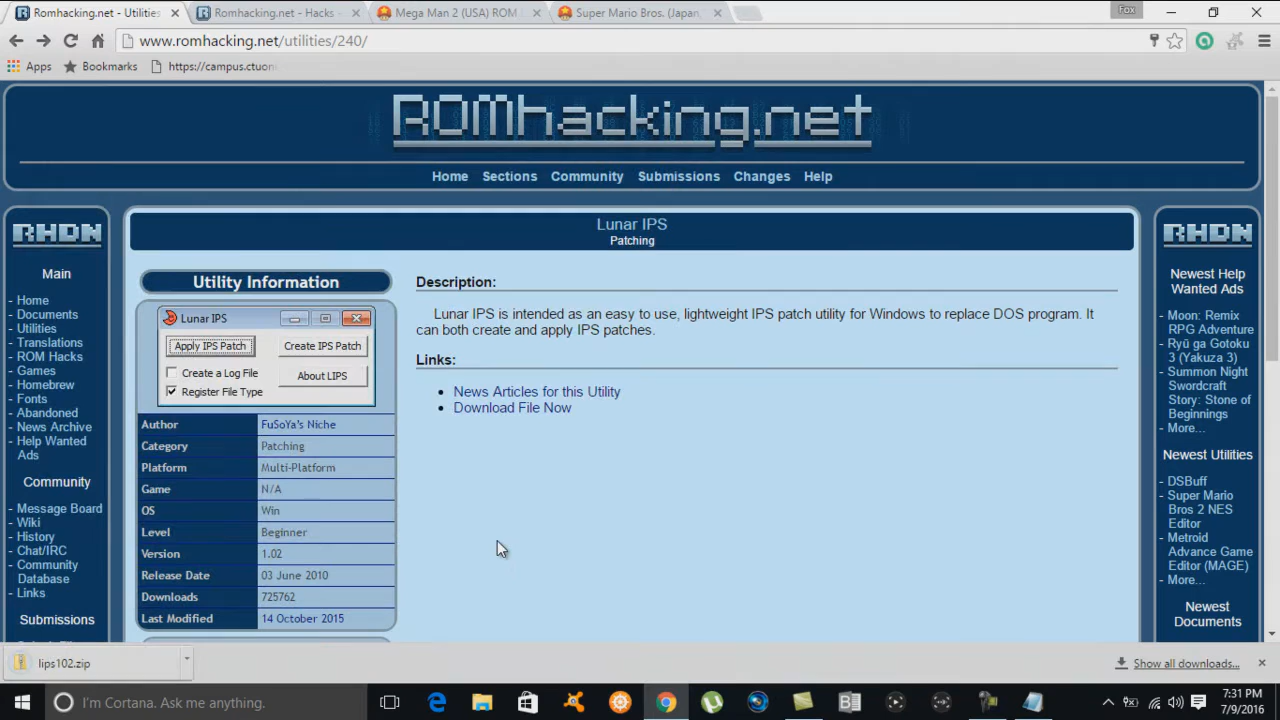 Romhacking.net - Utilities
Romhacking.net - Hacks -
Mega Man 2 (USA) ROM
Super Mario Bros. (Japan,
Fox
www.romhacking.net/utilities/240/
Apps
Bookmarks
https://campus.ctuon
ROMhacking.net
Home
Sections
Community
Submissions
Changes
Help
RHDN
Main
- Home
- Documents
- Utilities
- Translations
- ROM Hacks
- Games
- Homebrew
- Fonts
- Abandoned
- News Archive
- Help Wanted
Ads
Community
- Message Board
- Wiki
- History
- Chat/IRC
- Community
Database
- Links
Submissions
Lunar IPS
Patching
Utility Information
Lunar IPS
Apply IPS Patch
Create IPS Patch
Create a Log File
About LIPS
Register File Type
Author FuSoYa's Niche
Category Patching
Platform Multi-Platform
Game N/A
OS Win
Level Beginner
Version 1.02
Release Date 03 June 2010
Downloads 725762
Last Modified 14 October 2015
Description:
Lunar IPS is intended as an easy to use, lightweight IPS patch utility for Windows to replace DOS program. It
can both create and apply IPS patches.
Links:
News Articles for this Utility
Download File Now
RHDN
Newest Help
Wanted Ads
- Moon: Remix
RPG Adventure
- Ryū ga Gotoku
3 (Yakuza 3)
- Summon Night
Swordcraft
Story: Stone of
Beginnings
- More...
Newest Utilities
- DSBuff
- Super Mario
Bros 2 NES
Editor
- Metroid
Advance Game
Editor (MAGE)
- More...
Newest
Documents
lips102.zip
Show all downloads...
I'm Cortana. Ask me anything.
7:31 PM
7/9/2016